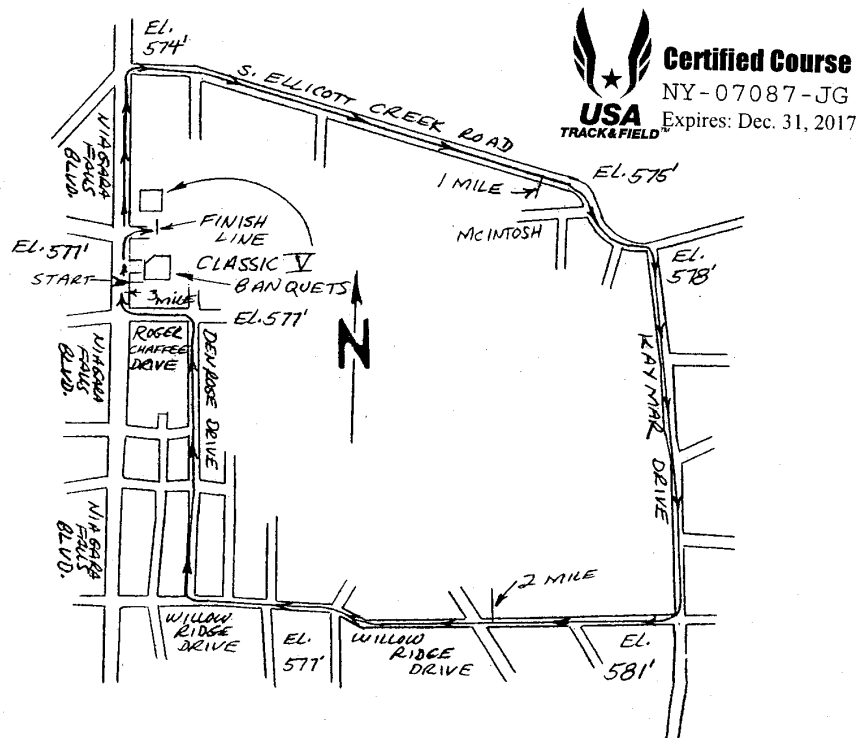 EL.
574'
S. ELLICOTT CREEK ROAD
Certified Course
NY-07087-JG
Expires: Dec. 31, 2017
USA
TRACK&FIELD™
NIAGARA
FALLS
BLVD.
1 MILE
EL. 575'
FINISH
LINE
MCINTOSH
EL. 577'
CLASSIC V
BANQUETS
START
3 MILE
EL.
578'
EL. 577'
ROGER
CHAFFEE
DRIVE
N
NIAGARA
FALLS
BLVD.
DENROSE DRIVE
KAYMAR DRIVE
NIAGARA
FALLS
BLVD.
2 MILE
WILLOW
RIDGE
DRIVE
EL.
577'
WILLOW
RIDGE
DRIVE
EL.
581'